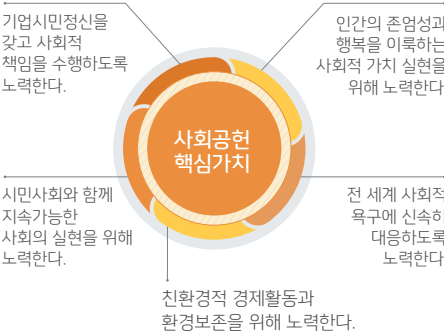 기업시민정신을
갖고 사회적
책임을 수행하도록
노력한다.
인간의 존엄성과
행복을 이룩하는
사회적 가치 실현을
위해 노력한다
사회공헌
핵심가치
시민사회와 함께
지속가능한
사회의 실현을 위해
노력한다.
전 세계 사회적
욕구에 신속히
대응하도록
노력한다
친환경적 경제활동과
환경보존을 위해 노력한다.